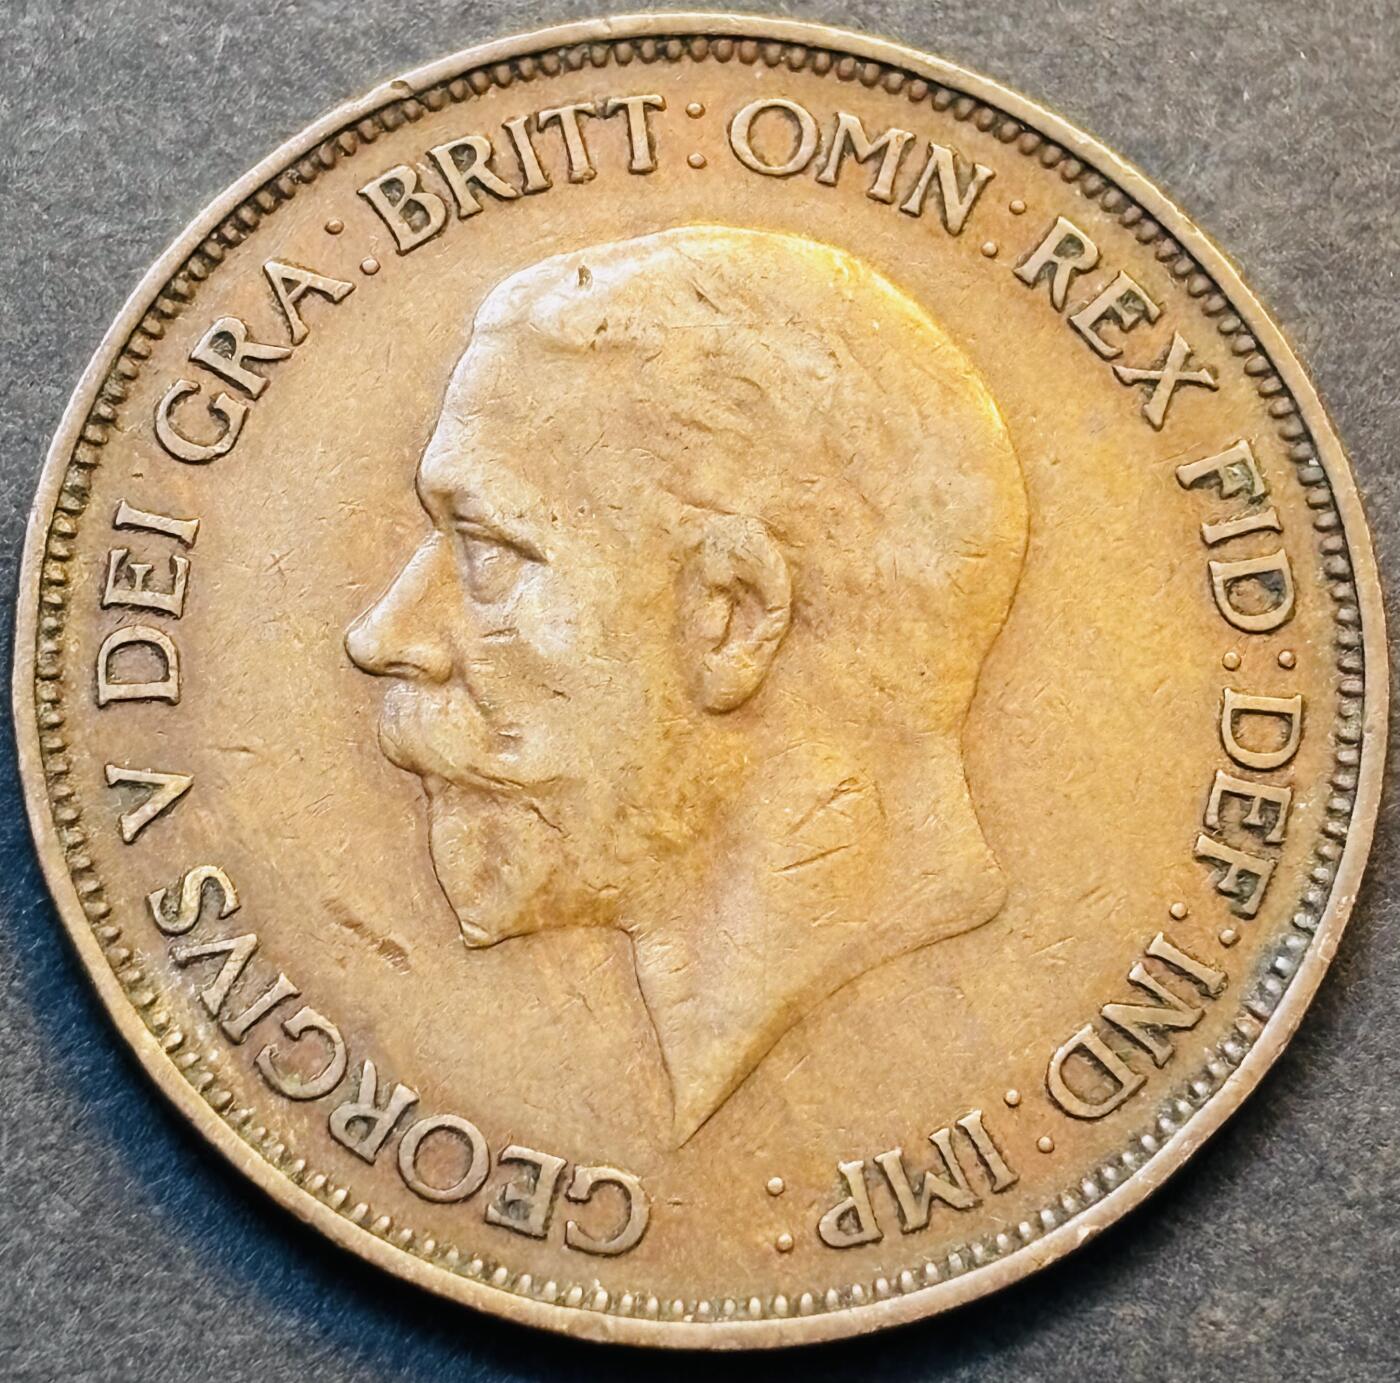 GEORGIVS V DEI GRA: BRITT: OMN: REX FID: DEF: IND: IMP: